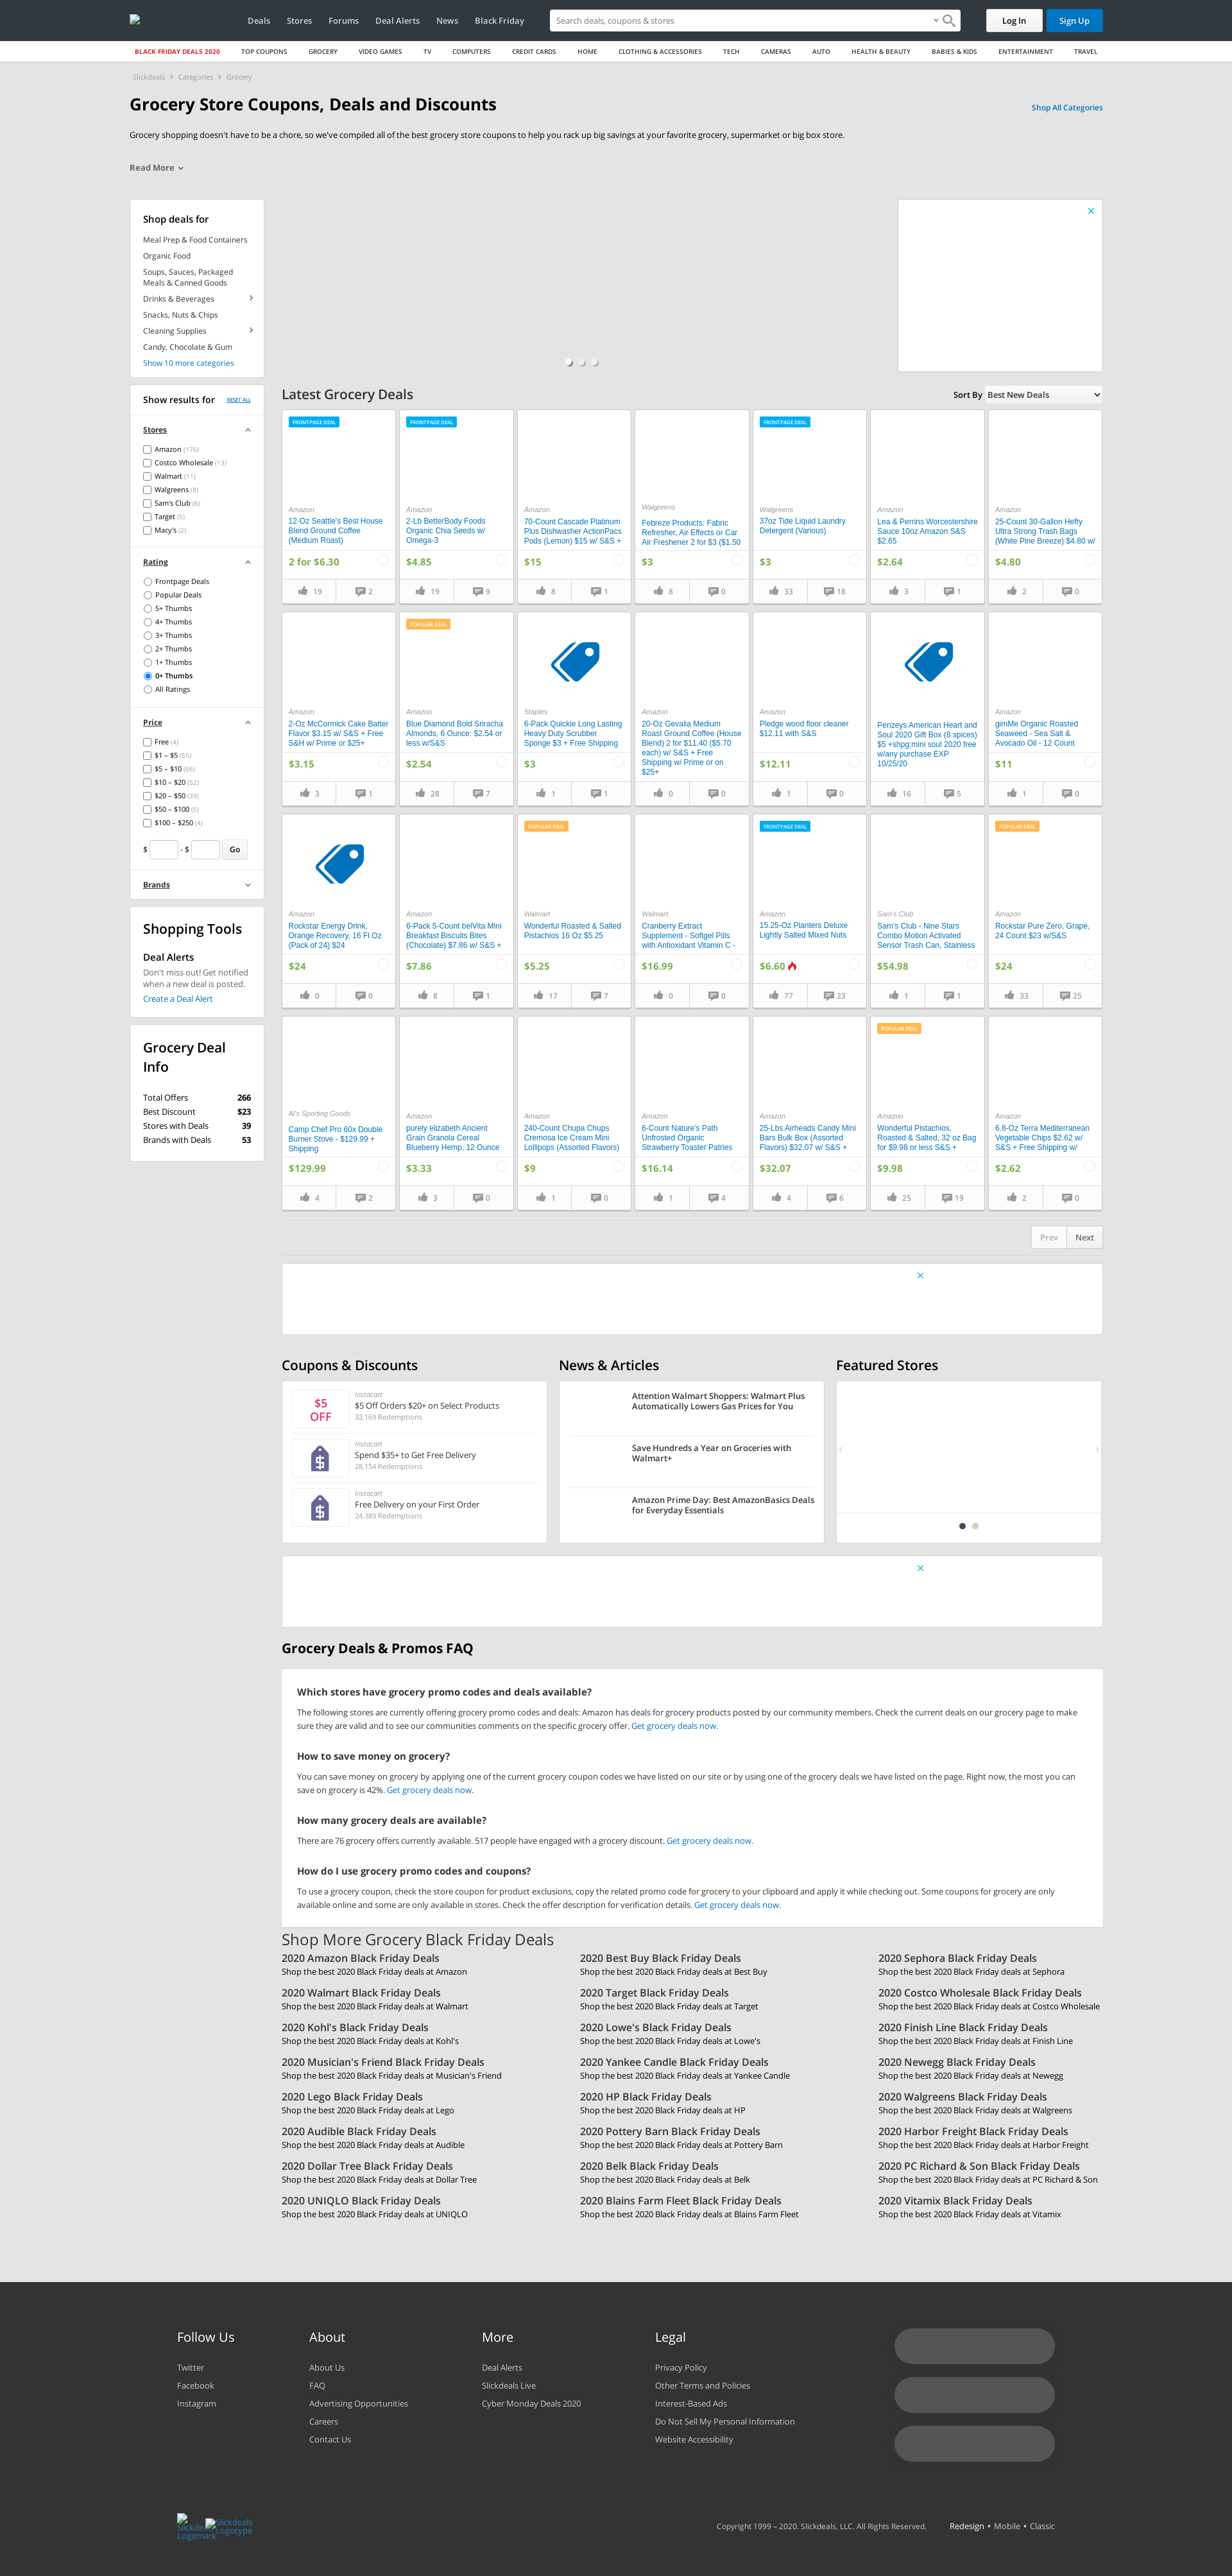 Deals Stores Forums Deal Alerts News Black Friday Search deals, coupons & stores Log In Sign Up
BLACK FRIDAY DEALS 2020 TOP COUPONS GROCERY VIDEO GAMES TV COMPUTERS CREDIT CARDS HOME CLOTHING & ACCESSORIES TECH CAMERAS AUTO HEALTH & BEAUTY BABIES & KIDS ENTERTAINMENT TRAVEL
Slickdeals Categories Grocery
Grocery Store Coupons, Deals and Discounts
Shop All Categories
Grocery shopping doesn't have to be a chore, so we've compiled all of the best grocery store coupons to help you rack up big savings at your favorite grocery, supermarket or big box store.
Read More
Shop deals for
Meal Prep & Food Containers
Organic Food
Soups, Sauces, Packaged
Meals & Canned Goods
Drinks & Beverages
Snacks, Nuts & Chips
Cleaning Supplies
Candy, Chocolate & Gum
Show 10 more categories
Show results for RESET ALL
Stores
Amazon (176)
Costco Wholesale (13)
Walmart (11)
Walgreens (8)
Sam's Club (6)
Target (5)
Macy's (2)
Rating
Frontpage Deals
Popular Deals
5+ Thumbs
4+ Thumbs
3+ Thumbs
2+ Thumbs
1+ Thumbs
0+ Thumbs
All Ratings
Price
Free (4)
$1 – $5 (55)
$5 – $10 (66)
$10 – $20 (52)
$20 – $50 (39)
$50 – $100 (5)
$100 – $250 (4)
$ - $ Go
Brands
Shopping Tools
Deal Alerts
Don't miss out! Get notified
when a new deal is posted.
Create a Deal Alert
Grocery Deal
Info
Total Offers 266
Best Discount $23
Stores with Deals 39
Brands with Deals 53
Latest Grocery Deals
Sort By Best New Deals
FRONTPAGE DEAL
Amazon
12-Oz Seattle's Best House
Blend Ground Coffee
(Medium Roast)
2 for $6.30
19 2
FRONTPAGE DEAL
Amazon
2-Lb BetterBody Foods
Organic Chia Seeds w/
Omega-3
$4.85
19 9
Amazon
70-Count Cascade Platinum
Plus Dishwasher ActionPacs
Pods (Lemon) $15 w/ S&S +
$15
8 1
Walgreens
Febreze Products: Fabric
Refresher, Air Effects or Car
Air Freshener 2 for $3 ($1.50
$3
8 0
FRONTPAGE DEAL
Walgreens
37oz Tide Liquid Laundry
Detergent (Various)
$3
33 18
Amazon
Lea & Perrins Worcestershire
Sauce 10oz Amazon S&S
$2.65
$2.64
3 1
Amazon
25-Count 30-Gallon Hefty
Ultra Strong Trash Bags
(White Pine Breeze) $4.80 w/
$4.80
2 0
Amazon
1-Oz McCormick Cake Batter
Flavor $3.15 w/ S&S + Free
S&H w/ Prime or $25+
$3.15
3 1
POPULAR DEAL
Amazon
Blue Diamond Bold Sriracha
Almonds, 6 Ounce: $2.54 or
less w/S&S
$2.54
28 7
Staples
6-Pack Quickie Long Lasting
Heavy Duty Scrubber
Sponge $3 + Free Shipping
$3
1 1
Amazon
20-Oz Gevalia Medium
Roast Ground Coffee (House
Blend) 2 for $11.40 ($5.70
each) w/ S&S + Free
Shipping w/ Prime or on
$25+
0 0
Amazon
Pledge wood floor cleaner
$12.11 with S&S
$12.11
1 0
Penzeys American Heart and
Soul 2020 Gift Box (8 spices)
$5 +shpg;mini soul 2020 free
w/any purchase EXP
10/25/20
16 5
Amazon
gimMe Organic Roasted
Seaweed - Sea Salt &
Avocado Oil - 12 Count
$11
1 0
Amazon
Rockstar Energy Drink,
Orange Recovery, 16 Fl Oz
(Pack of 24) $24
$24
0 0
Amazon
6-Pack 5-Count belVita Mini
Breakfast Biscuits Bites
(Chocolate) $7.86 w/ S&S +
$7.86
8 1
POPULAR DEAL
Walmart
Wonderful Roasted & Salted
Pistachios 16 Oz $5.25
$5.25
17 7
Walmart
Cranberry Extract
Supplement - Softgel Pills
with Antioxidant Vitamin C -
$16.99
0 0
FRONTPAGE DEAL
Amazon
15.25-Oz Planters Deluxe
Lightly Salted Mixed Nuts
$6.60
77 23
Sam's Club
Sam's Club - Nine Stars
Combo Motion Activated
Sensor Trash Can, Stainless
$54.98
1 1
POPULAR DEAL
Amazon
Rockstar Pure Zero, Grape,
24 Count $23 w/S&S
$24
33 25
Al's Sporting Goods
Camp Chef Pro 60x Double
Burner Stove - $129.99 +
Shipping
$129.99
4 2
Amazon
purely elizabeth Ancient
Grain Granola Cereal
Blueberry Hemp, 12 Ounce
$3.33
3 0
Amazon
240-Count Chupa Chups
Cremosa Ice Cream Mini
Lollipops (Assorted Flavors)
$9
1 0
Amazon
6-Count Nature's Path
Unfrosted Organic
Strawberry Toaster Patries
$16.14
1 4
Amazon
25-Lbs Airheads Candy Mini
Bars Bulk Box (Assorted
Flavors) $32.07 w/ S&S +
$32.07
4 6
POPULAR DEAL
Amazon
Wonderful Pistachios,
Roasted & Salted, 32 oz Bag
for $9.98 or less S&S +
$9.98
25 19
Amazon
6.8-Oz Terra Mediterranean
Vegetable Chips $2.62 w/
S&S + Free Shipping w/
$2.62
2 0
Prev Next
Coupons & Discounts
$5
OFF
Instacart
$5 Off Orders $20+ on Select Products
32,169 Redemptions
Instacart
Spend $35+ to Get Free Delivery
28,154 Redemptions
Instacart
Free Delivery on your First Order
24,389 Redemptions
News & Articles
Attention Walmart Shoppers: Walmart Plus
Automatically Lowers Gas Prices for You
Save Hundreds a Year on Groceries with
Walmart+
Amazon Prime Day: Best AmazonBasics Deals
for Everyday Essentials
Featured Stores
Grocery Deals & Promos FAQ
Which stores have grocery promo codes and deals available?
The following stores are currently offering grocery promo codes and deals: Amazon has deals for grocery products posted by our community members. Check the current deals on our grocery page to make
sure they are valid and to see our communities comments on the specific grocery offer. Get grocery deals now.
How to save money on grocery?
You can save money on grocery by applying one of the current grocery coupon codes we have listed on our site or by using one of the grocery deals we have listed on the page. Right now, the most you can
save on grocery is 42%. Get grocery deals now.
How many grocery deals are available?
There are 76 grocery offers currently available. 517 people have engaged with a grocery discount. Get grocery deals now.
How do I use grocery promo codes and coupons?
To use a grocery coupon, check the store coupon for product exclusions, copy the related promo code for grocery to your clipboard and apply it while checking out. Some coupons for grocery are only
available online and some are only available in stores. Check the offer description for verification details. Get grocery deals now.
Shop More Grocery Black Friday Deals
2020 Amazon Black Friday Deals 2020 Best Buy Black Friday Deals 2020 Sephora Black Friday Deals
Shop the best 2020 Black Friday deals at Amazon Shop the best 2020 Black Friday deals at Best Buy Shop the best 2020 Black Friday deals at Sephora
2020 Walmart Black Friday Deals 2020 Target Black Friday Deals 2020 Costco Wholesale Black Friday Deals
Shop the best 2020 Black Friday deals at Walmart Shop the best 2020 Black Friday deals at Target Shop the best 2020 Black Friday deals at Costco Wholesale
2020 Kohl's Black Friday Deals 2020 Lowe's Black Friday Deals 2020 Finish Line Black Friday Deals
Shop the best 2020 Black Friday deals at Kohl's Shop the best 2020 Black Friday deals at Lowe's Shop the best 2020 Black Friday deals at Finish Line
2020 Musician's Friend Black Friday Deals 2020 Yankee Candle Black Friday Deals 2020 Newegg Black Friday Deals
Shop the best 2020 Black Friday deals at Musician's Friend Shop the best 2020 Black Friday deals at Yankee Candle Shop the best 2020 Black Friday deals at Newegg
2020 Lego Black Friday Deals 2020 HP Black Friday Deals 2020 Walgreens Black Friday Deals
Shop the best 2020 Black Friday deals at Lego Shop the best 2020 Black Friday deals at HP Shop the best 2020 Black Friday deals at Walgreens
2020 Audible Black Friday Deals 2020 Pottery Barn Black Friday Deals 2020 Harbor Freight Black Friday Deals
Shop the best 2020 Black Friday deals at Audible Shop the best 2020 Black Friday deals at Pottery Barn Shop the best 2020 Black Friday deals at Harbor Freight
2020 Dollar Tree Black Friday Deals 2020 Belk Black Friday Deals 2020 PC Richard & Son Black Friday Deals
Shop the best 2020 Black Friday deals at Dollar Tree Shop the best 2020 Black Friday deals at Belk Shop the best 2020 Black Friday deals at PC Richard & Son
2020 UNIQLO Black Friday Deals 2020 Blains Farm Fleet Black Friday Deals 2020 Vitamix Black Friday Deals
Shop the best 2020 Black Friday deals at UNIQLO Shop the best 2020 Black Friday deals at Blains Farm Fleet Shop the best 2020 Black Friday deals at Vitamix
Follow Us
Twitter
Facebook
Instagram
About
About Us
FAQ
Advertising Opportunities
Careers
Contact Us
More
Deal Alerts
Slickdeals Live
Cyber Monday Deals 2020
Legal
Privacy Policy
Other Terms and Policies
Interest-Based Ads
Do Not Sell My Personal Information
Website Accessibility
Slickdeals
Logomark
Slickdeals
Logotype
Copyright 1999 – 2020. Slickdeals, LLC. All Rights Reserved. Redesign • Mobile • Classic